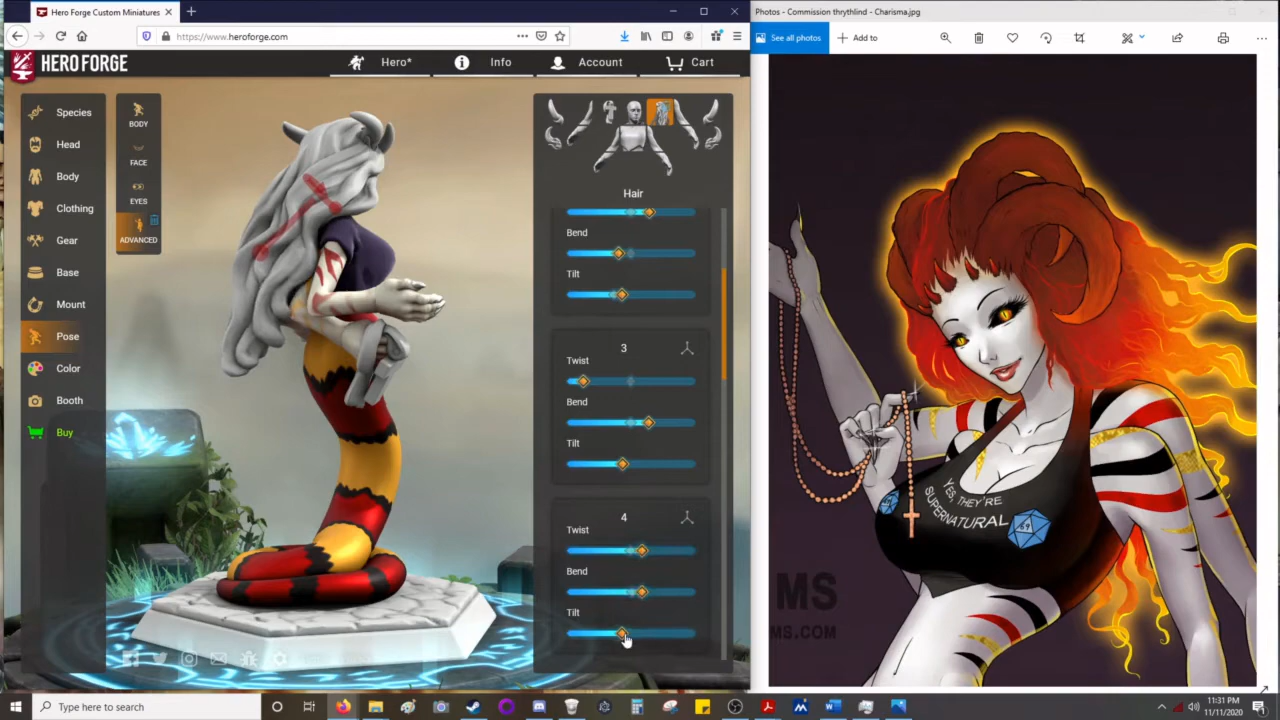 Hero Forge Custom Miniatures
Photos - Commission thrythlind - Charisma.jpg
https://www.heroforge.com
See all photos
Add to
HERO FORGE
Hero*
Info
Account
Cart
Species
Head
Body
Clothing
Gear
Base
Mount
Pose
Color
Booth
Buy
BODY
FACE
EYES
ADVANCED
Hair
Bend
Tilt
3
Twist
Bend
Tilt
4
Twist
Bend
Tilt
YES, THEY'RE
SUPERNATURAL
MS
MS.COM
Type here to search
11:31 PM
11/11/2020